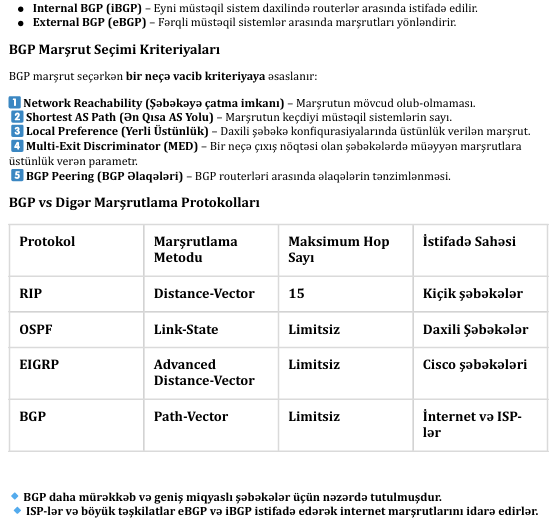 ● Internal BGP (iBGP) – Eyni müstəqil sistem daxilində routerlər arasında istifadə edilir.
● External BGP (eBGP) – Fərqli müstəqil sistemlər arasında marşrutları yönləndirir.
BGP Marşrut Seçimi Kriteriyaları
BGP marşrut seçərkən bir neçə vacib kriteriyaya əsaslanır:
1️⃣ Network Reachability (Şəbəkəyə çatma imkanı) – Marşrutun mövcud olub-olmaması.
2️⃣ Shortest AS Path (Ən Qısa AS Yolu) – Marşrutun keçdiyi müstəqil sistemlərin sayı.
3️⃣ Local Preference (Yerli Üstünlük) – Daxili şəbəkə konfiqurasiyalarında üstünlük verilən marşrut.
4️⃣ Multi-Exit Discriminator (MED) – Bir neçə çıxış nöqtəsi olan şəbəkələrdə müəyyən marşrutlara
üstünlük verən parametr.
5️⃣ BGP Peering (BGP Əlaqələri) – BGP routerləri arasında əlaqələrin tənzimlənməsi.
BGP vs Digər Marşrutlama Protokolları
Protokol Marşrutlama Metodu Maksimum Hop Sayı İstifadə Sahəsi
RIP Distance-Vector 15 Kiçik şəbəkələr
OSPF Link-State Limitsiz Daxili Şəbəkələr
EIGRP Advanced Distance-Vector Limitsiz Cisco şəbəkələri
BGP Path-Vector Limitsiz İnternet və ISP-lər
🔹 BGP daha mürəkkəb və geniş miqyaslı şəbəkələr üçün nəzərdə tutulmuşdur.
🔹 ISP-lər və böyük təşkilatlar eBGP və iBGP istifadə edərək internet marşrutlarını idarə edirlər.